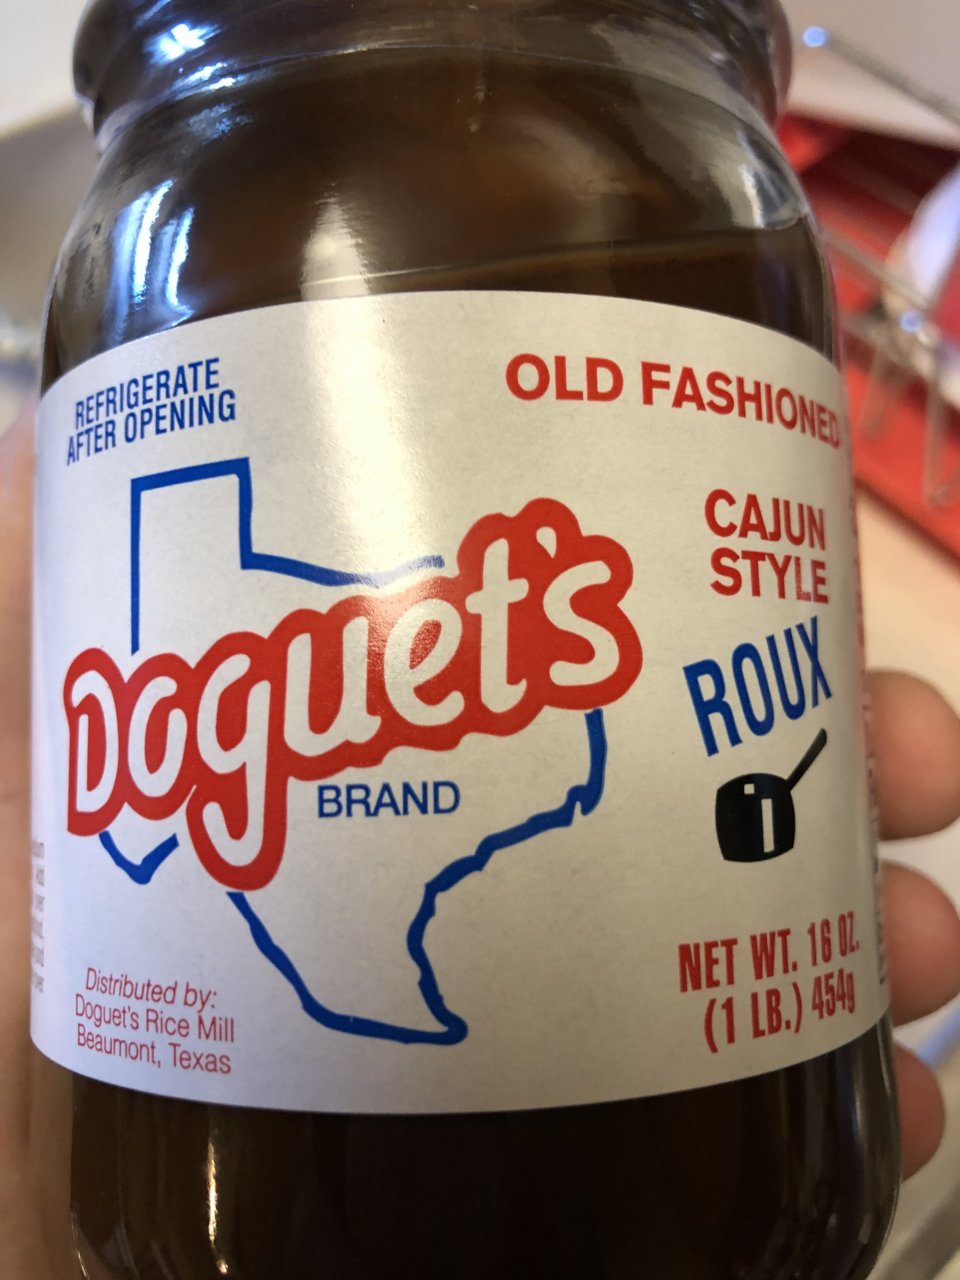 REFRIGERATE
AFTER OPENING
OLD FASHIONED
CAJUN
STYLE
ROUX
Doguet's
BRAND
NET WT. 16 OZ.
(1 LB.) 454g
Distributed by:
Doguet's Rice Mill
Beaumont, Texas